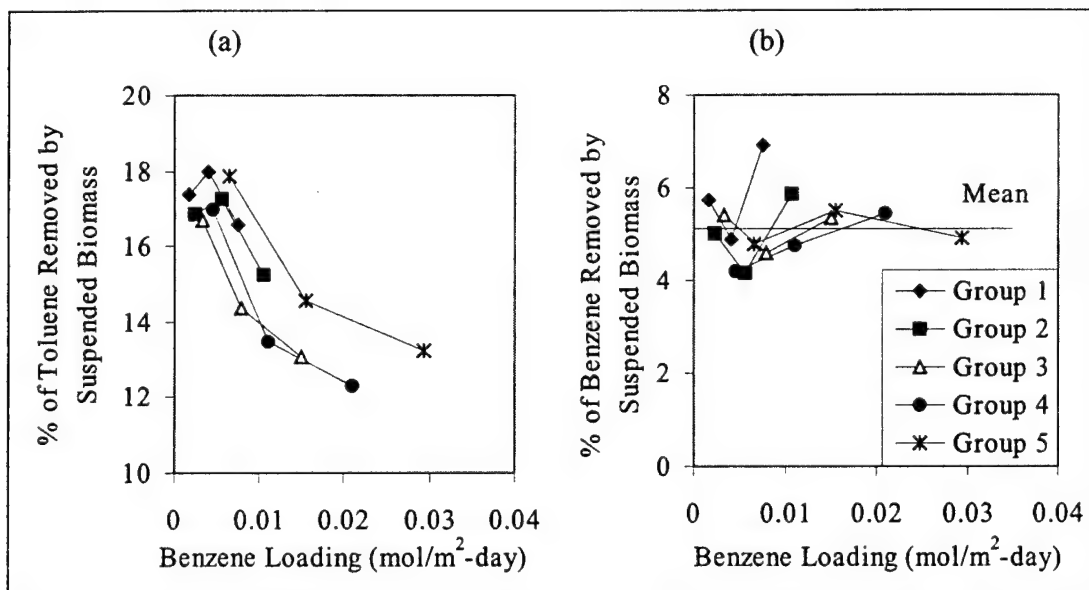 (a)
% of Toluene Removed by
Suspended Biomass
20
18
16
14
12
10
0
0.01
0.02
0.03
0.04
Benzene Loading (mol/m²-day)
(b)
% of Benzene Removed by
Suspended Biomass
8
6
4
2
0
Mean
Group 1
Group 2
Group 3
Group 4
Group 5
0
0.01
0.02
0.03
0.04
Benzene Loading (mol/m²-day)